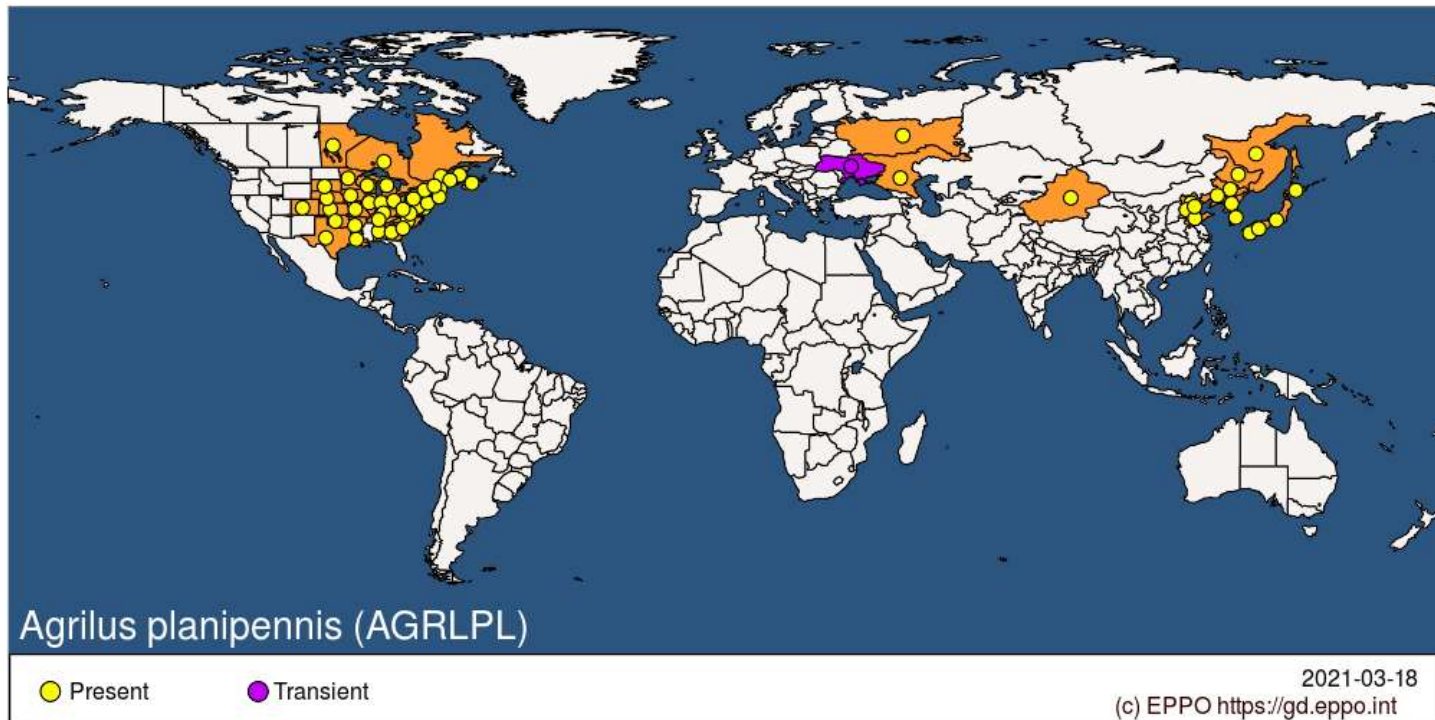 Agrilus planipennis (AGRLPL)
Present
Transient
2021-03-18
(c) EPPO https://gd.eppo.int